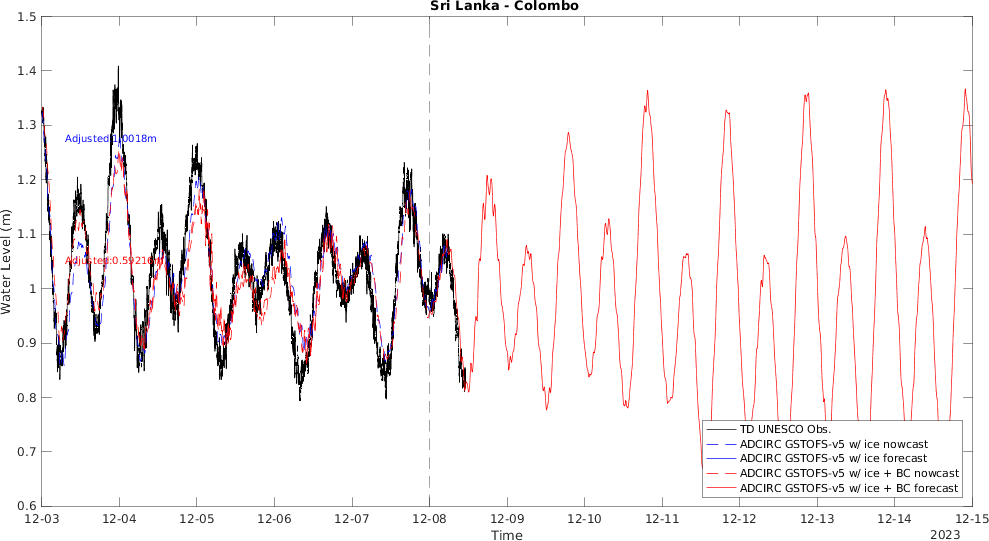 Sri Lanka - Colombo
1.5
1.4
1.3
1.2
1.1
1
0.9
0.8
0.7
0.6
Water Level (m)
Adjusted:1.0018m
Adjusted:0.59216m
TD UNESCO Obs.
ADCIRC GSTOFS-v5 w/ ice nowcast
ADCIRC GSTOFS-v5 w/ ice forecast
ADCIRC GSTOFS-v5 w/ ice + BC nowcast
ADCIRC GSTOFS-v5 w/ ice + BC forecast
12-03 12-04 12-05 12-06 12-07 12-08 12-09 12-10 12-11 12-12 12-13 12-14 12-15
Time
2023